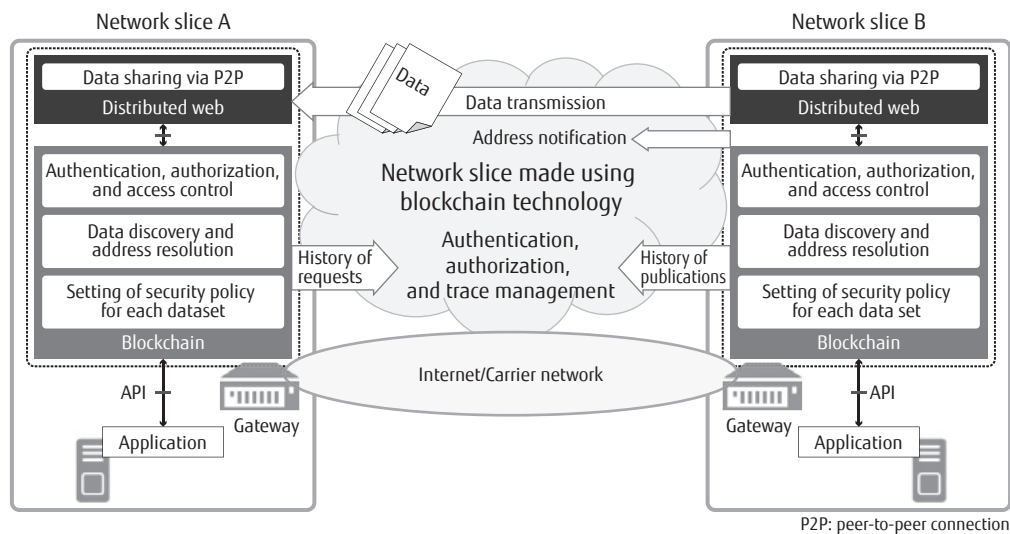 Network slice A
Network slice B
Data sharing via P2P
Distributed web
Data
Data transmission
Address notification
Data sharing via P2P
Distributed web
Authentication, authorization,
and access control
Data discovery and
address resolution
Setting of security policy
for each dataset
Blockchain
History of
requests
Network slice made using
blockchain technology
Authentication,
authorization,
and trace management
History of
publications
Authentication, authorization,
and access control
Data discovery and
address resolution
Setting of security policy
for each data set
Blockchain
API
Gateway
Application
Internet/Carrier network
API
Gateway
Application
P2P: peer-to-peer connection